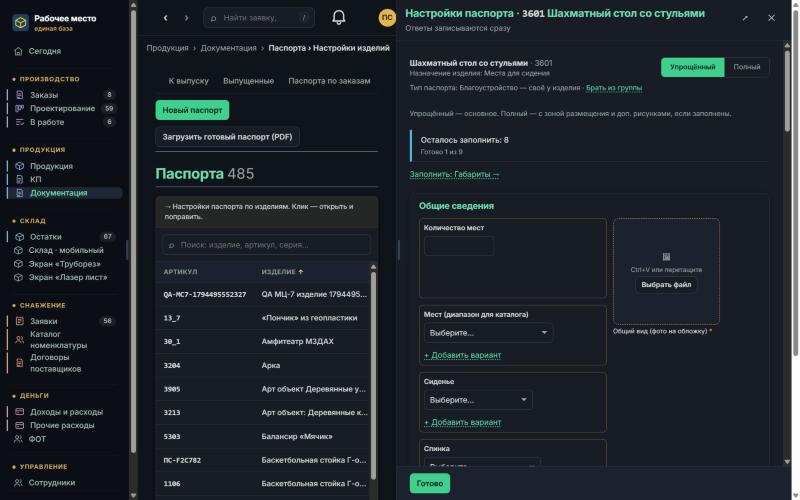 Рабочее место
единая база
Сегодня
ПРОИЗВОДСТВО
Заказы 8
Проектирование 59
В работе 6
ПРОДУКЦИЯ
Продукция
КП
Документация
СКЛАД
Остатки 67
Склад · мобильный
Экран «Труборез»
Экран «Лазер лист»
СНАБЖЕНИЕ
Заявки 56
Каталог
номенклатуры
Договоры
поставщиков
ДЕНЬГИ
Доходы и расходы
Прочие расходы
ФОТ
УПРАВЛЕНИЕ
Сотрудники
‹ › Найти заявку, /
ПС
Продукция › Документация › Паспорта › Настройки изделий
К выпуску Выпущенные Паспорта по заказам
Новый паспорт
Загрузить готовый паспорт (PDF)
Паспорта 485
→ Настройки паспорта по изделиям. Клик — открыть и
поправить.
Поиск: изделие, артикул, серия...
АРТИКУЛ ИЗДЕЛИЕ ↑
QA-MC7-1794495552327 QA МЦ-7 изделие 1794495...
13_7 «Пончик» из геопластики
30_1 Амфитеатр МЗДАХ
3204 Арка
3905 Арт объект Деревянные у...
3213 Арт объект: Деревянные к...
5303 Балансир «Мячик»
ПС-F2C782 Баскетбольная стойка Г-о...
1106 Баскетбольная стойка Г-о...
Настройки паспорта · 3601 Шахматный стол со стульями
Ответы записываются сразу
Шахматный стол со стульями · 3601
Назначение изделия: Места для сидения
Тип паспорта: Благоустройство — своё у изделия · Брать из группы
Упрощённый Полный
Упрощённый — основное. Полный — с зоной размещения и доп. рисунками, если заполнены.
Осталось заполнить: 8
Готово 1 из 9
Заполнить: Габариты →
Общие сведения
Количество мест
Ctrl+V или перетащите
Выбрать файл
Общий вид (фото на обложку) *
Мест (диапазон для каталога)
Выберите...
+ Добавить вариант
Сиденье
Выберите...
+ Добавить вариант
Спинка
Выберите...
Готово